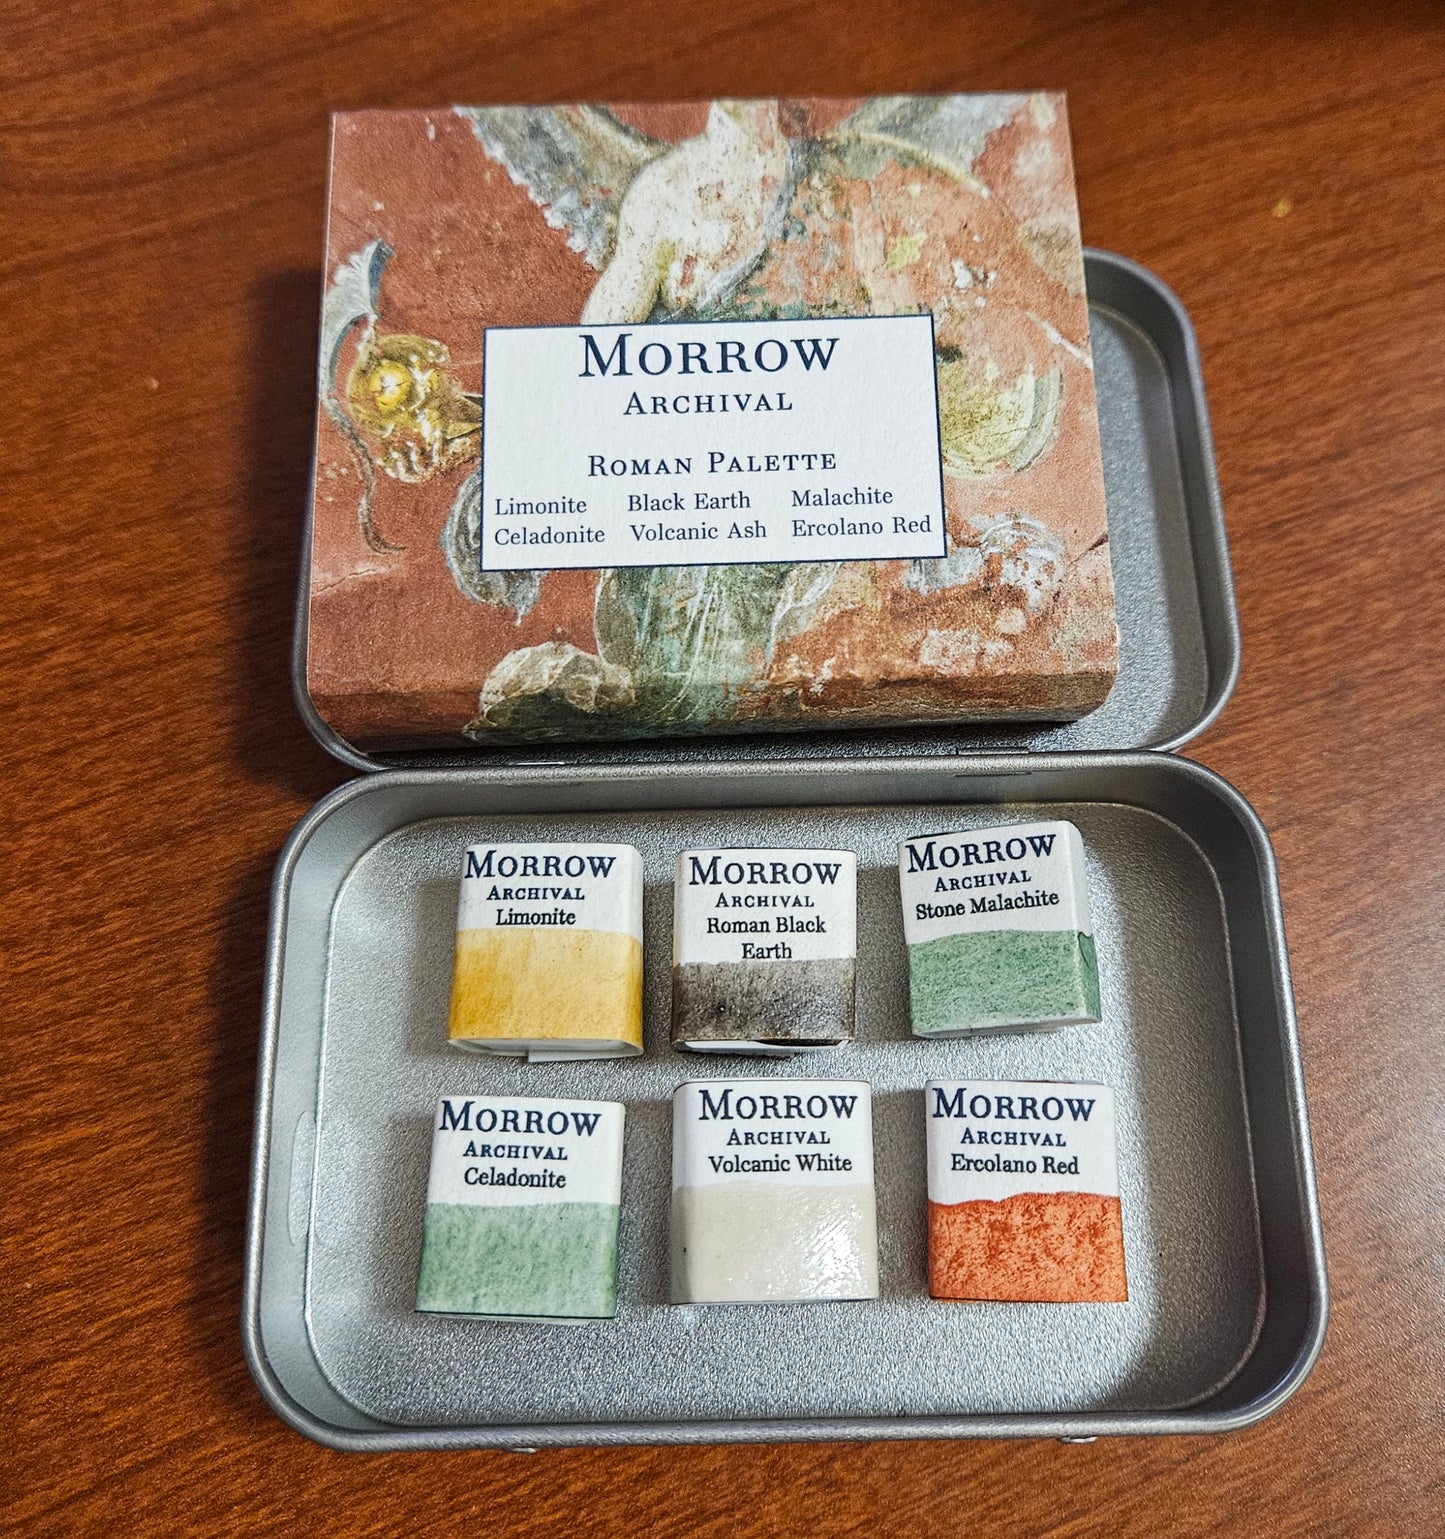 MORROW
ARCHIVAL
ROMAN PALETTE
Limonite Black Earth Malachite
Celadonite Volcanic Ash Ercolano Red
MORROW
ARCHIVAL
Limonite
MORROW
ARCHIVAL
Roman Black
Earth
MORROW
ARCHIVAL
Stone Malachite
MORROW
ARCHIVAL
Celadonite
MORROW
ARCHIVAL
Volcanic White
MORROW
ARCHIVAL
Ercolano Red